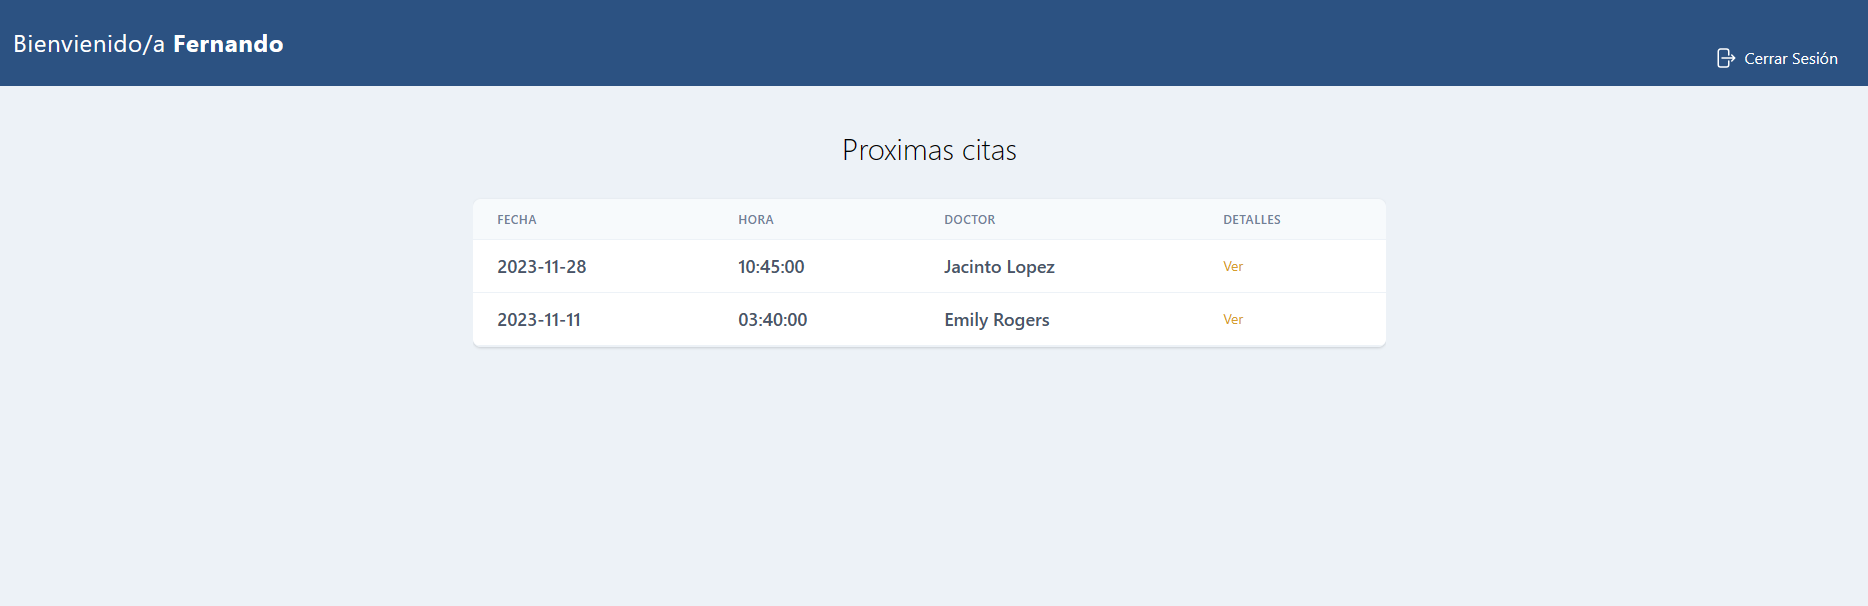 Bienvienido/a Fernando
Cerrar Sesión
Proximas citas
FECHA HORA DOCTOR DETALLES
2023-11-28 10:45:00 Jacinto Lopez Ver
2023-11-11 03:40:00 Emily Rogers Ver